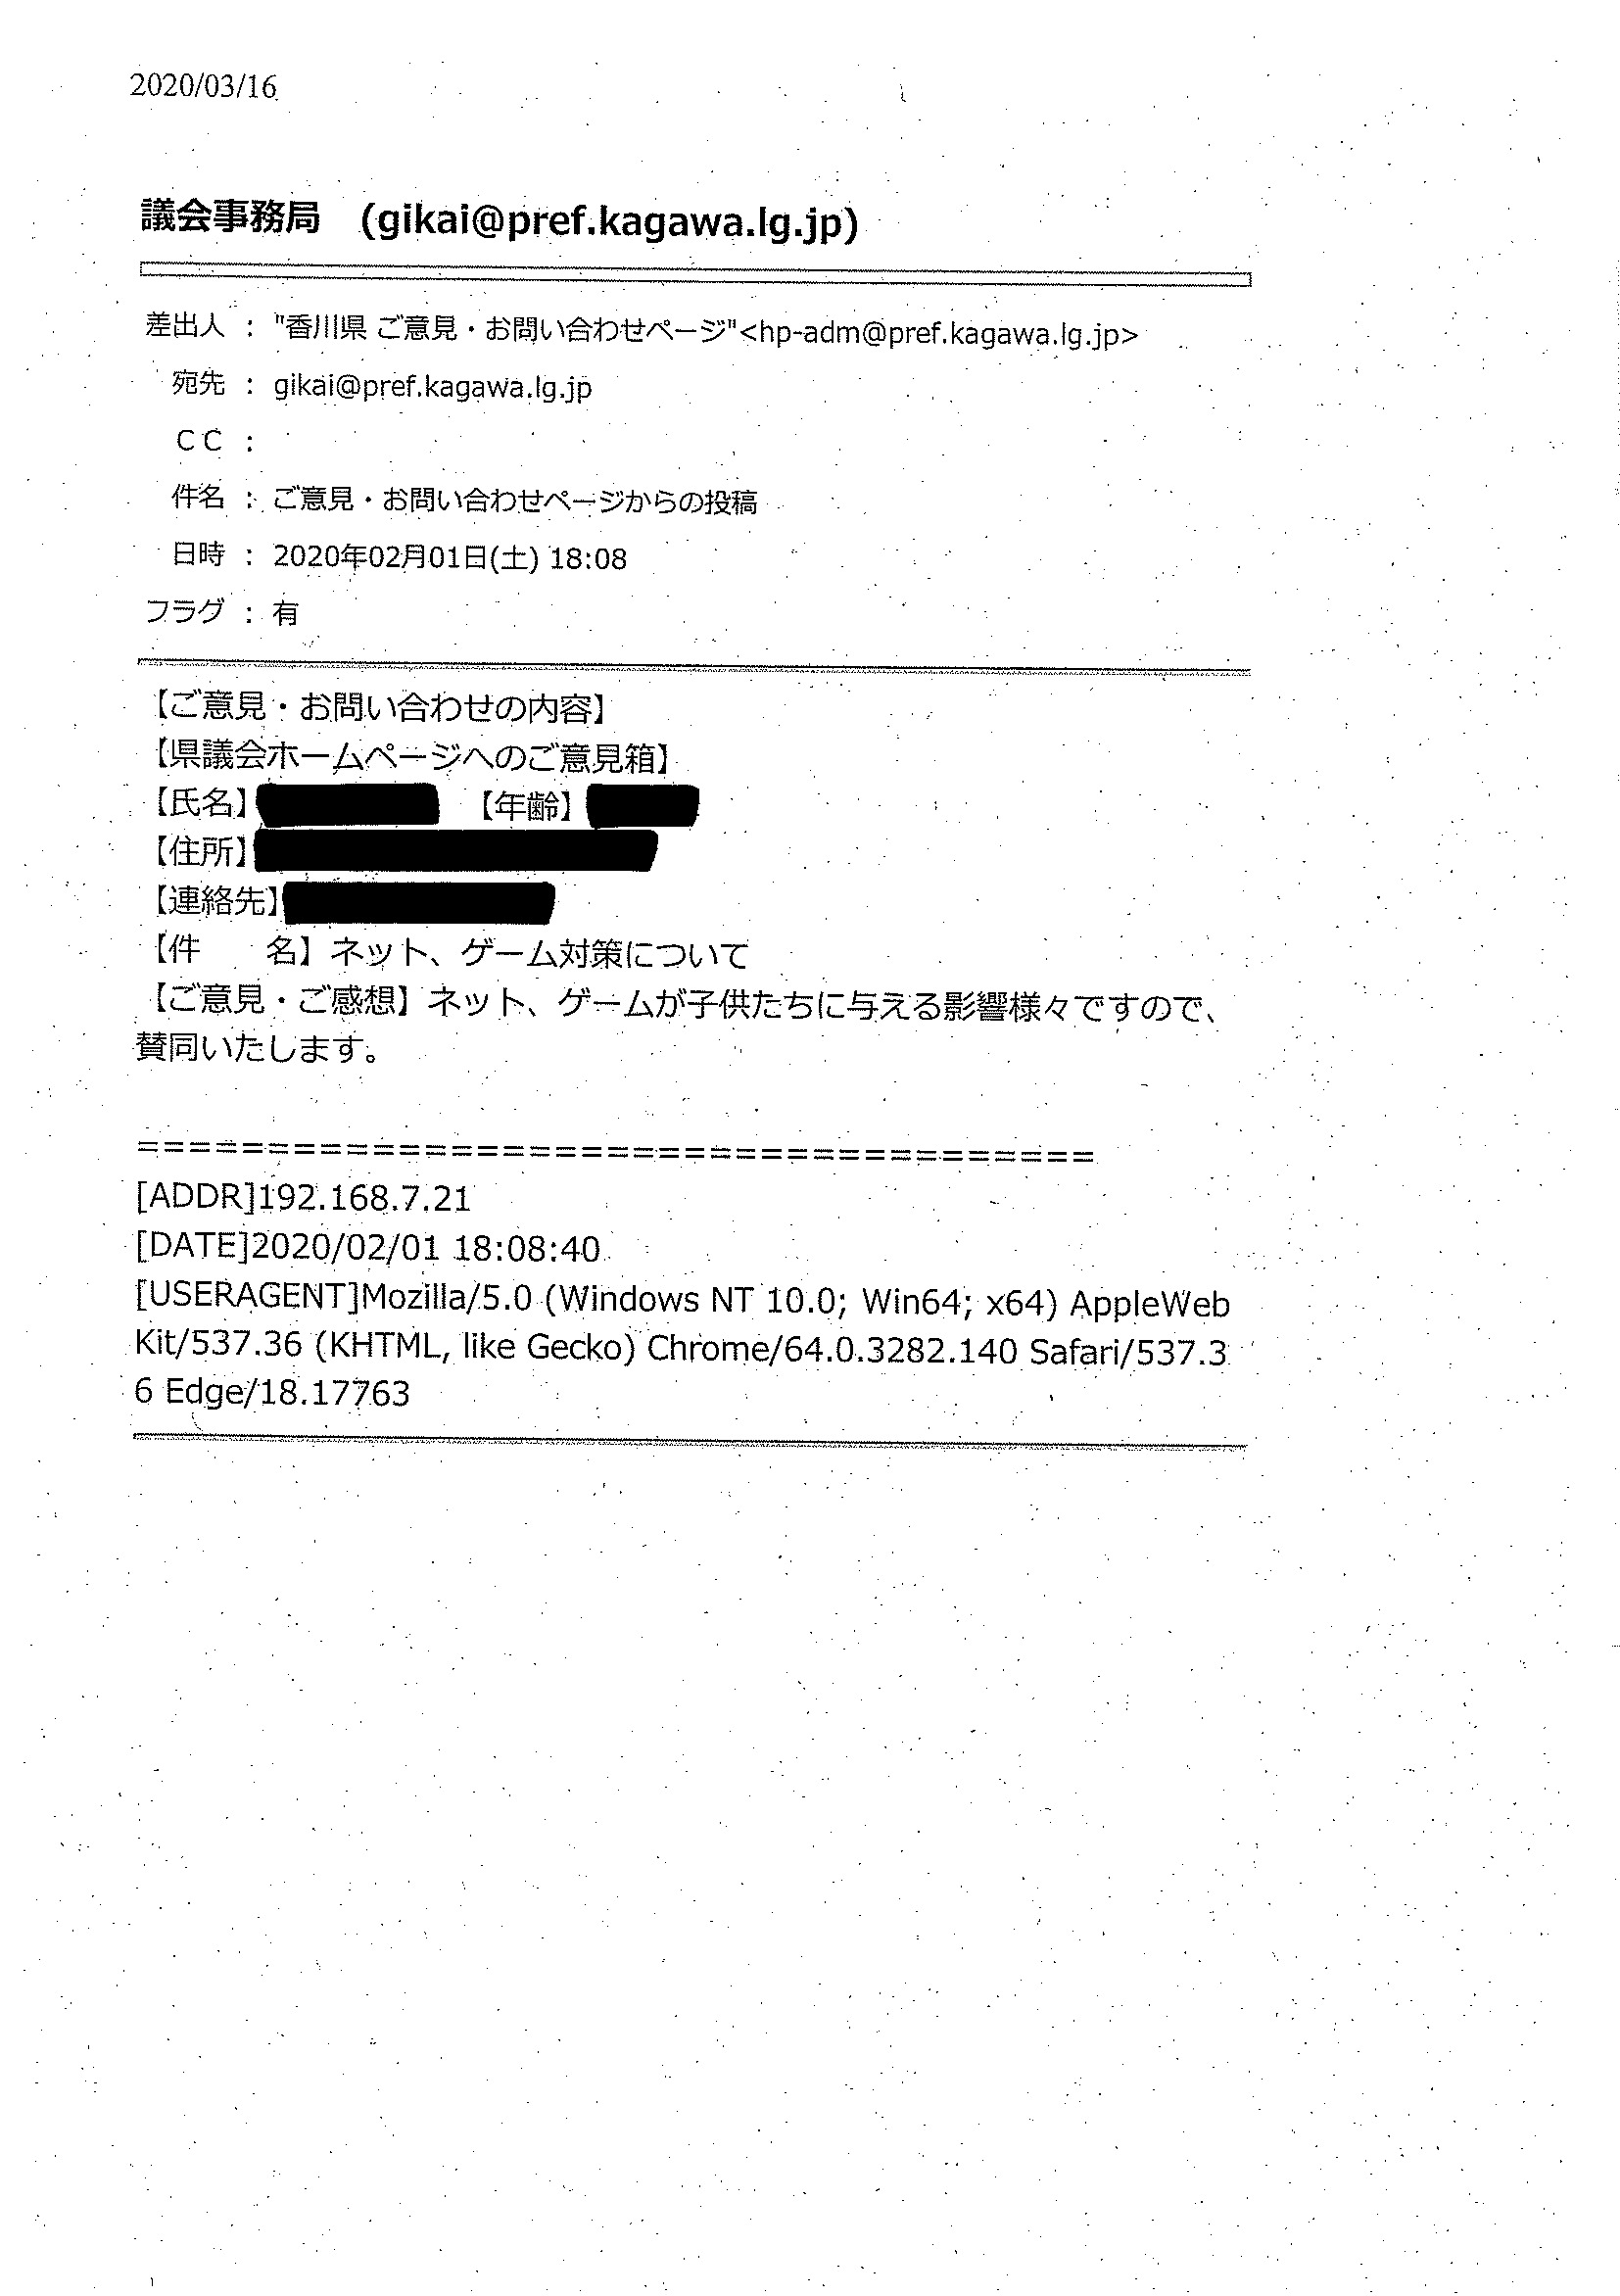 2020/03/16
議会事務局　(gikai@pref.kagawa.lg.jp)
差出人 ： "香川県 ご意見・お問い合わせページ"<hp-adm@pref.kagawa.lg.jp>
宛先 ： gikai@pref.kagawa.lg.jp
ＣＣ ：
件名 ： ご意見・お問い合わせページからの投稿
日時 ： 2020年02月01日(土) 18:08
フラグ ： 有
【ご意見・お問い合わせの内容】
【県議会ホームページへのご意見箱】
【氏名】　【年齢】
【住所】
【連絡先】
【件　　名】ネット、ゲーム対策について
【ご意見・ご感想】ネット、ゲームが子供たちに与える影響様々ですので、
賛同いたします。
=====================================
[ADDR]192.168.7.21
[DATE]2020/02/01 18:08:40
[USERAGENT]Mozilla/5.0 (Windows NT 10.0; Win64; x64) AppleWeb
Kit/537.36 (KHTML, like Gecko) Chrome/64.0.3282.140 Safari/537.3
6 Edge/18.17763